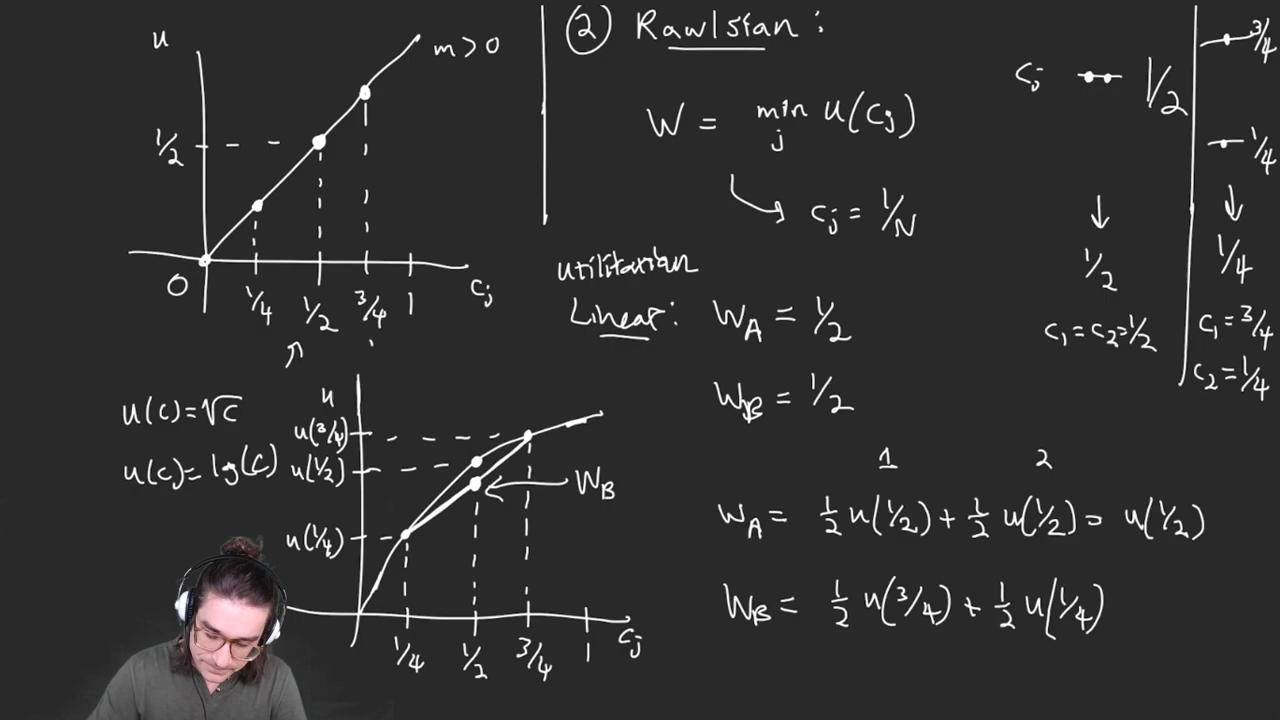 u
m > 0
1/2
0
1/4
1/2
3/4
1
cj
② Rawlsian:
W = min u(cj)
j
↳ cj = 1/N
cj
1/2
3/4
1/4
↓
↓
1/2
1/4
c1 = c2 = 1/2
c1 = 3/4
c2 = 1/4
utilitarian
Linear: WA = 1/2
WB = 1/2
u(c) = √c
u(c) = log(c)
u
u(3/4)
u(1/2)
u(1/4)
WB
1/4
1/2
3/4
1
cj
1
2
WA = 1/2 u(1/2) + 1/2 u(1/2) = u(1/2)
WB = 1/2 u(3/4) + 1/2 u(1/4)